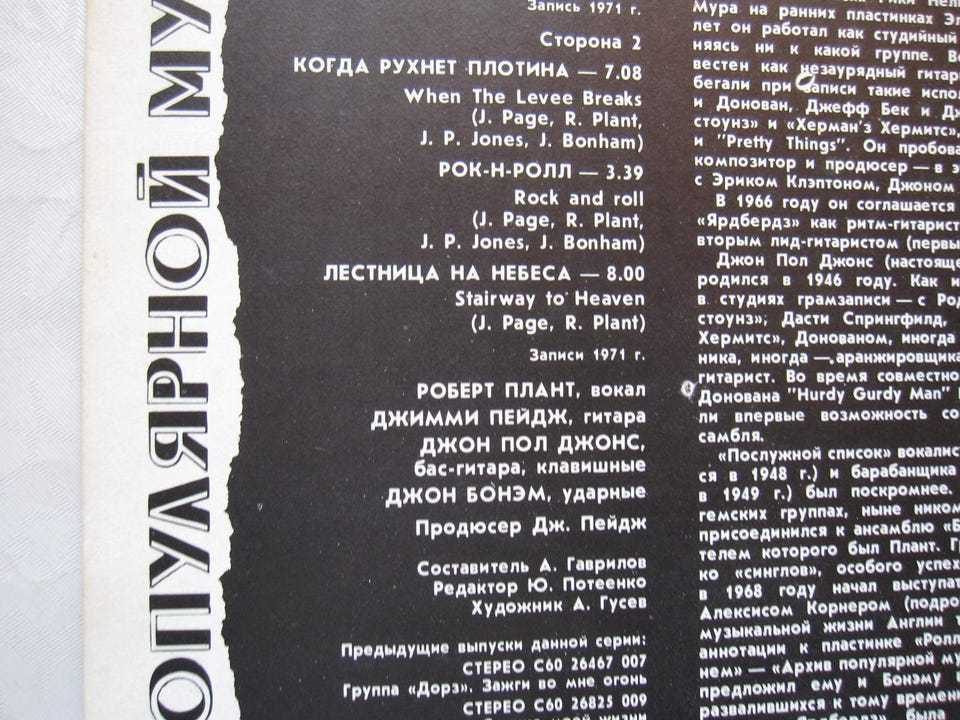 ОПУЛЯРНОЙ МУ
Запись 1971 г.
Сторона 2
КОГДА РУХНЕТ ПЛОТИНА — 7.08
When The Levee Breaks
(J. Page, R. Plant,
J. P. Jones, J. Bonham)
РОК-Н-РОЛЛ — 3.39
Rock and roll
(J. Page, R. Plant,
J. P. Jones, J. Bonham)
ЛЕСТНИЦА НА НЕБЕСА — 8.00
Stairway to Heaven
(J. Page, R. Plant)
Записи 1971 г.
РОБЕРТ ПЛАНТ, вокал
ДЖИММИ ПЕЙДЖ, гитара
ДЖОН ПОЛ ДЖОНС,
бас-гитара, клавишные
ДЖОН БОНЭМ, ударные
Продюсер Дж. Пейдж
Составитель А. Гаврилов
Редактор Ю. Потеенко
Художник А. Гусев
Предыдущие выпуски данной серии:
СТЕРЕО С60 26467 007
Группа «Дорз». Зажги во мне огонь
СТЕРЕО С60 26825 009
Мура на ранних пластинках Эл
лет он работал как студийный
няясь ни к какой группе. В
вестен как незаурядный гитар
бегали при записи такие испол
и Донован, Джефф Бек и Дж
стоунз» и «Херман'з Хермитс»,
и "Pretty Things". Он пробова
композитор и продюсер — в э
с Эриком Клэптоном, Джоном
В 1966 году он соглашается
«Ярдбердз» как ритм-гитарист
вторым лид-гитаристом (первы
Джон Пол Джонс (настояще
родился в 1946 году. Как и
в студиях грамзаписи — с Род
стоунз»; Дасти Спрингфилд,
Хермитс», Донованом, иногда
ника, иногда — аранжировщика
гитарист. Во время совместно
Донована "Hurdy Gurdy Man"
ли впервые возможность со
самбля.
«Послужной список» вокалис
ся в 1948 г.) и барабанщика
в 1949 г.) был поскромнее.
гемских группах, ныне ником
присоединился к ансамблю «Б
телем которого был Плант. Г
ко «синглов», особого успех
в 1968 году начал выступат
Алексисом Корнером (подро
музыкальной жизни Англии
аннотации к пластинке «Ролл
нем» — «Архив популярной му
предложил ему и Бонэму
развалившихся к тому времен
была